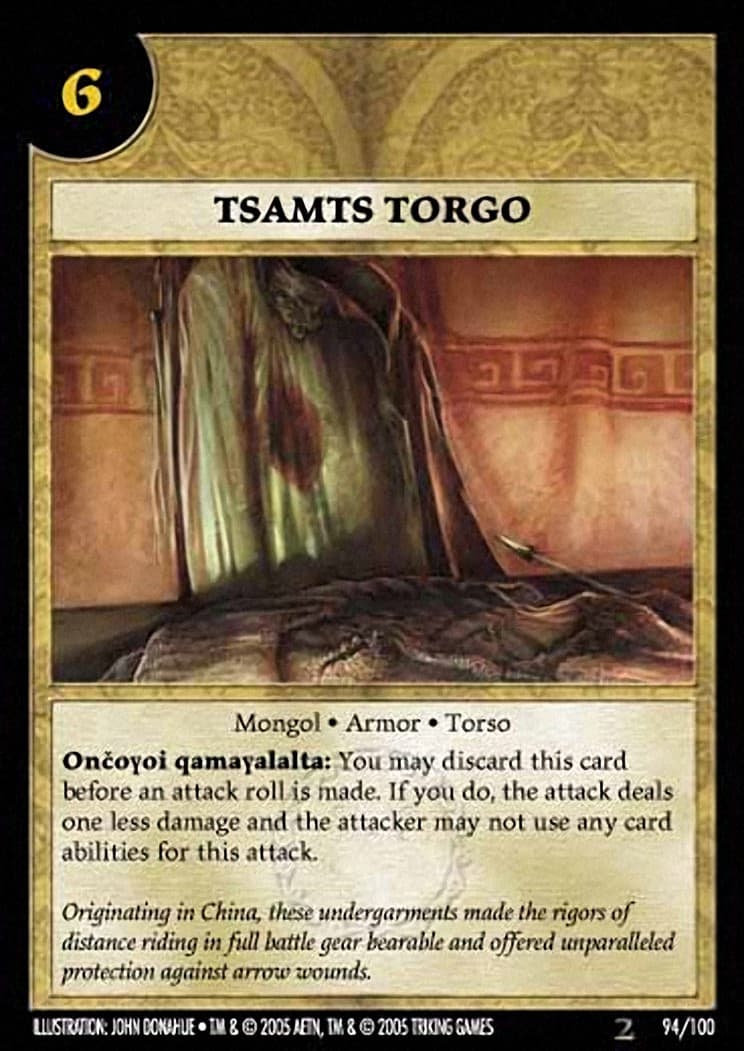 6
TSAMTS TORGO
Mongol • Armor • Torso
Ončoγoi qamaγalalta: You may discard this card
before an attack roll is made. If you do, the attack deals
one less damage and the attacker may not use any card
abilities for this attack.
Originating in China, these undergarments made the rigors of
distance riding in full battle gear bearable and offered unparalleled
protection against arrow wounds.
ILLUSTRATION: JOHN DONAHUE • TM & © 2005 AETN, TM & © 2005 TRIKING GAMES 2 94/100